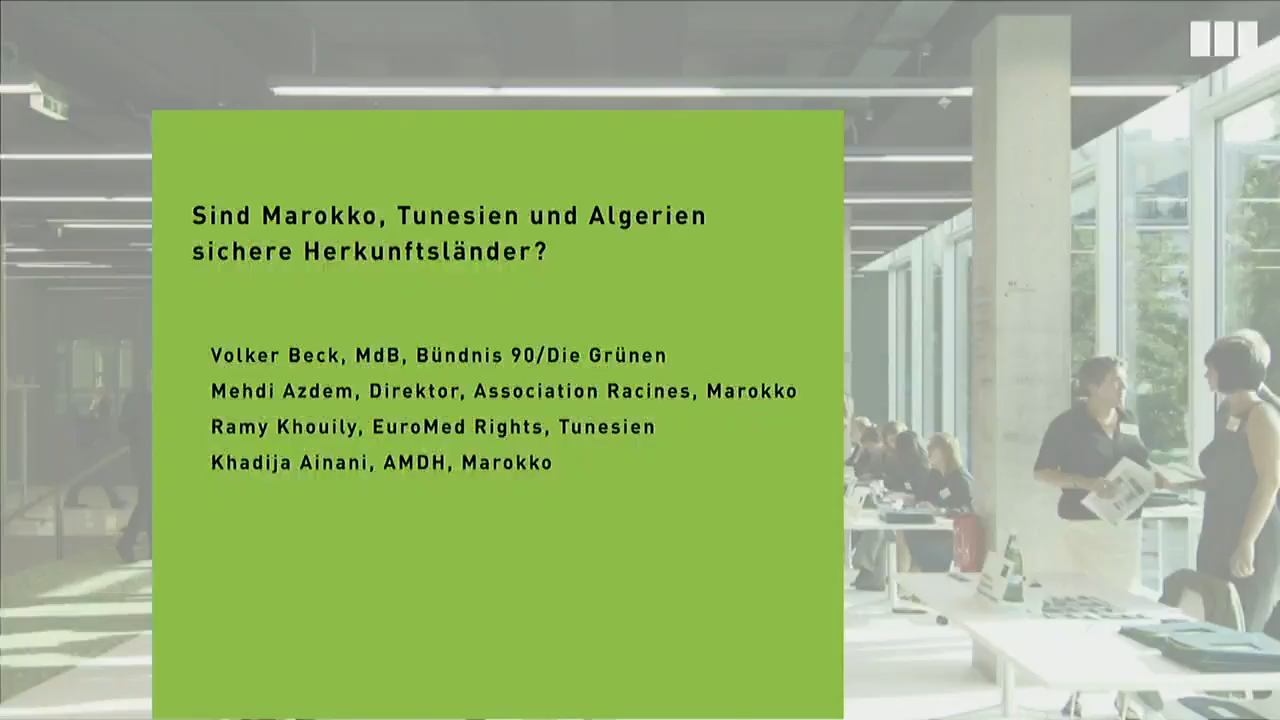 Sind Marokko, Tunesien und Algerien
sichere Herkunftsländer?
Volker Beck, MdB, Bündnis 90/Die Grünen
Mehdi Azdem, Direktor, Association Racines, Marokko
Ramy Khouily, EuroMed Rights, Tunesien
Khadija Ainani, AMDH, Marokko